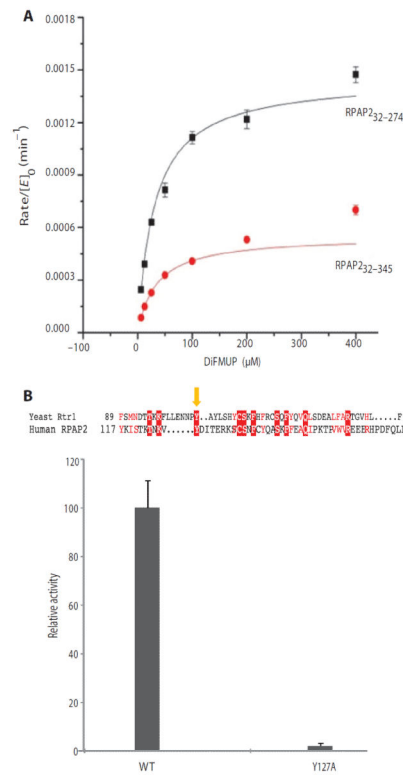 A
0.0018
0.0015
0.0012
0.0009
0.0006
0.0003
0.000
Rate/[E]₀ (min⁻¹)
RPAP2₃₂₋₂₇₄
RPAP2₃₂₋₃₄₅
−100
0
100
200
300
400
DiFMUP (μM)
B
Yeast Rtr1 89
Human RPAP2 117
120
100
80
60
40
20
0
Relative activity
WT
Y127A